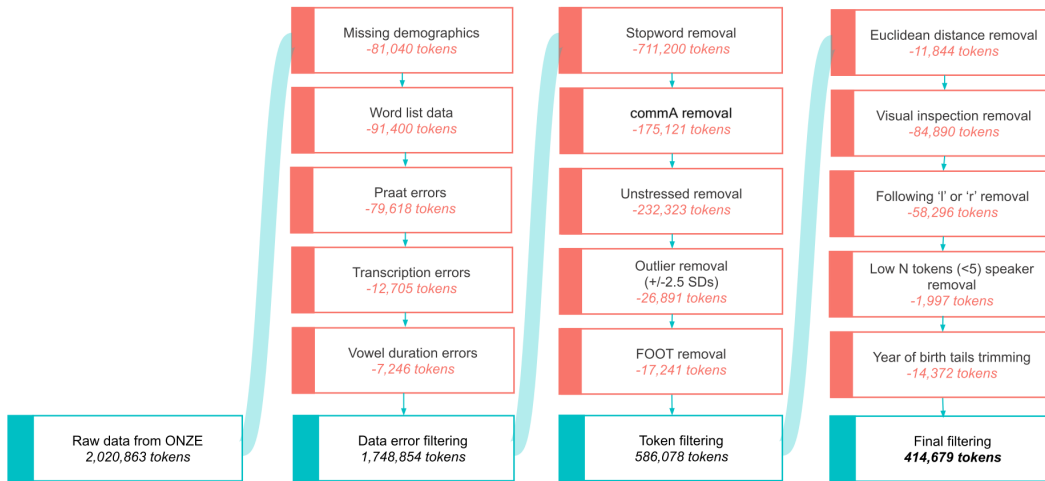 Raw data from ONZE
2,020,863 tokens
Missing demographics
-81,040 tokens
Word list data
-91,400 tokens
Praat errors
-79,618 tokens
Transcription errors
-12,705 tokens
Vowel duration errors
-7,246 tokens
Data error filtering
1,748,854 tokens
Stopword removal
-711,200 tokens
commA removal
-175,121 tokens
Unstressed removal
-232,323 tokens
Outlier removal
(+/-2.5 SDs)
-26,891 tokens
FOOT removal
-17,241 tokens
Token filtering
586,078 tokens
Euclidean distance removal
-11,844 tokens
Visual inspection removal
-84,890 tokens
Following ‘l’ or ‘r’ removal
-58,296 tokens
Low N tokens (<5) speaker
removal
-1,997 tokens
Year of birth tails trimming
-14,372 tokens
Final filtering
414,679 tokens